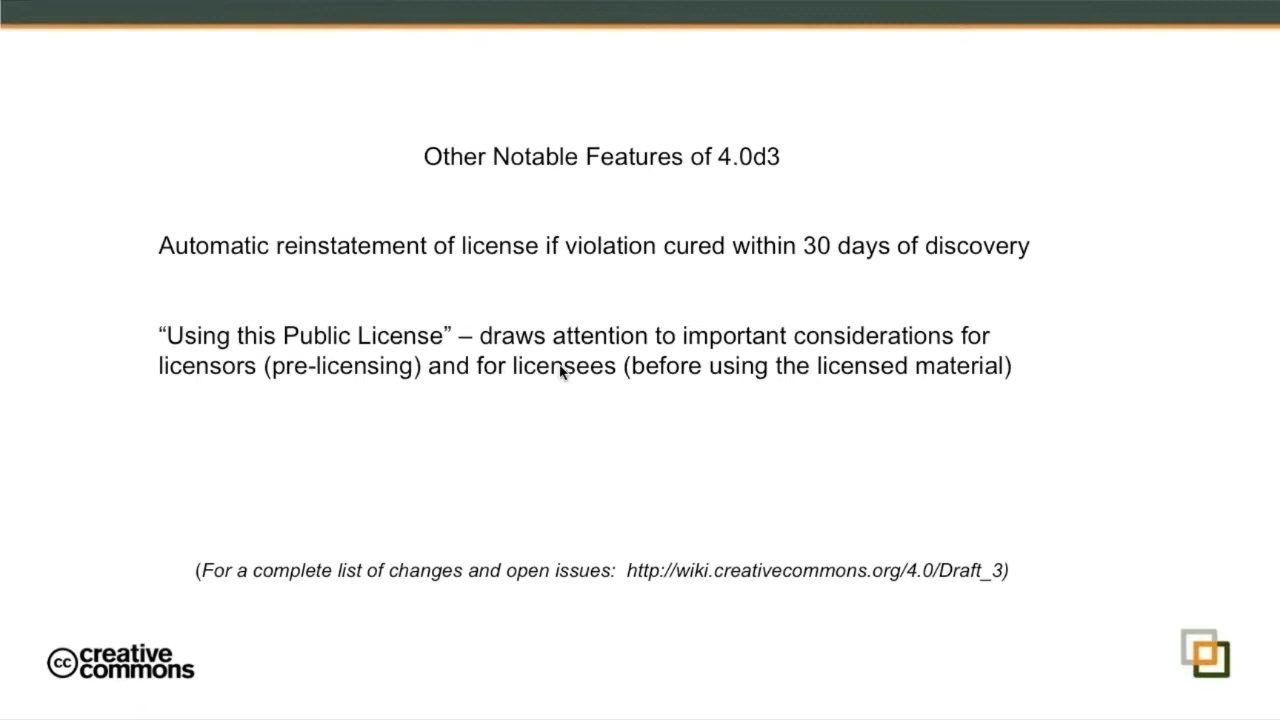 Other Notable Features of 4.0d3
Automatic reinstatement of license if violation cured within 30 days of discovery
“Using this Public License” – draws attention to important considerations for
licensors (pre-licensing) and for licensees (before using the licensed material)
(For a complete list of changes and open issues:  http://wiki.creativecommons.org/4.0/Draft_3)
cc creative
commons